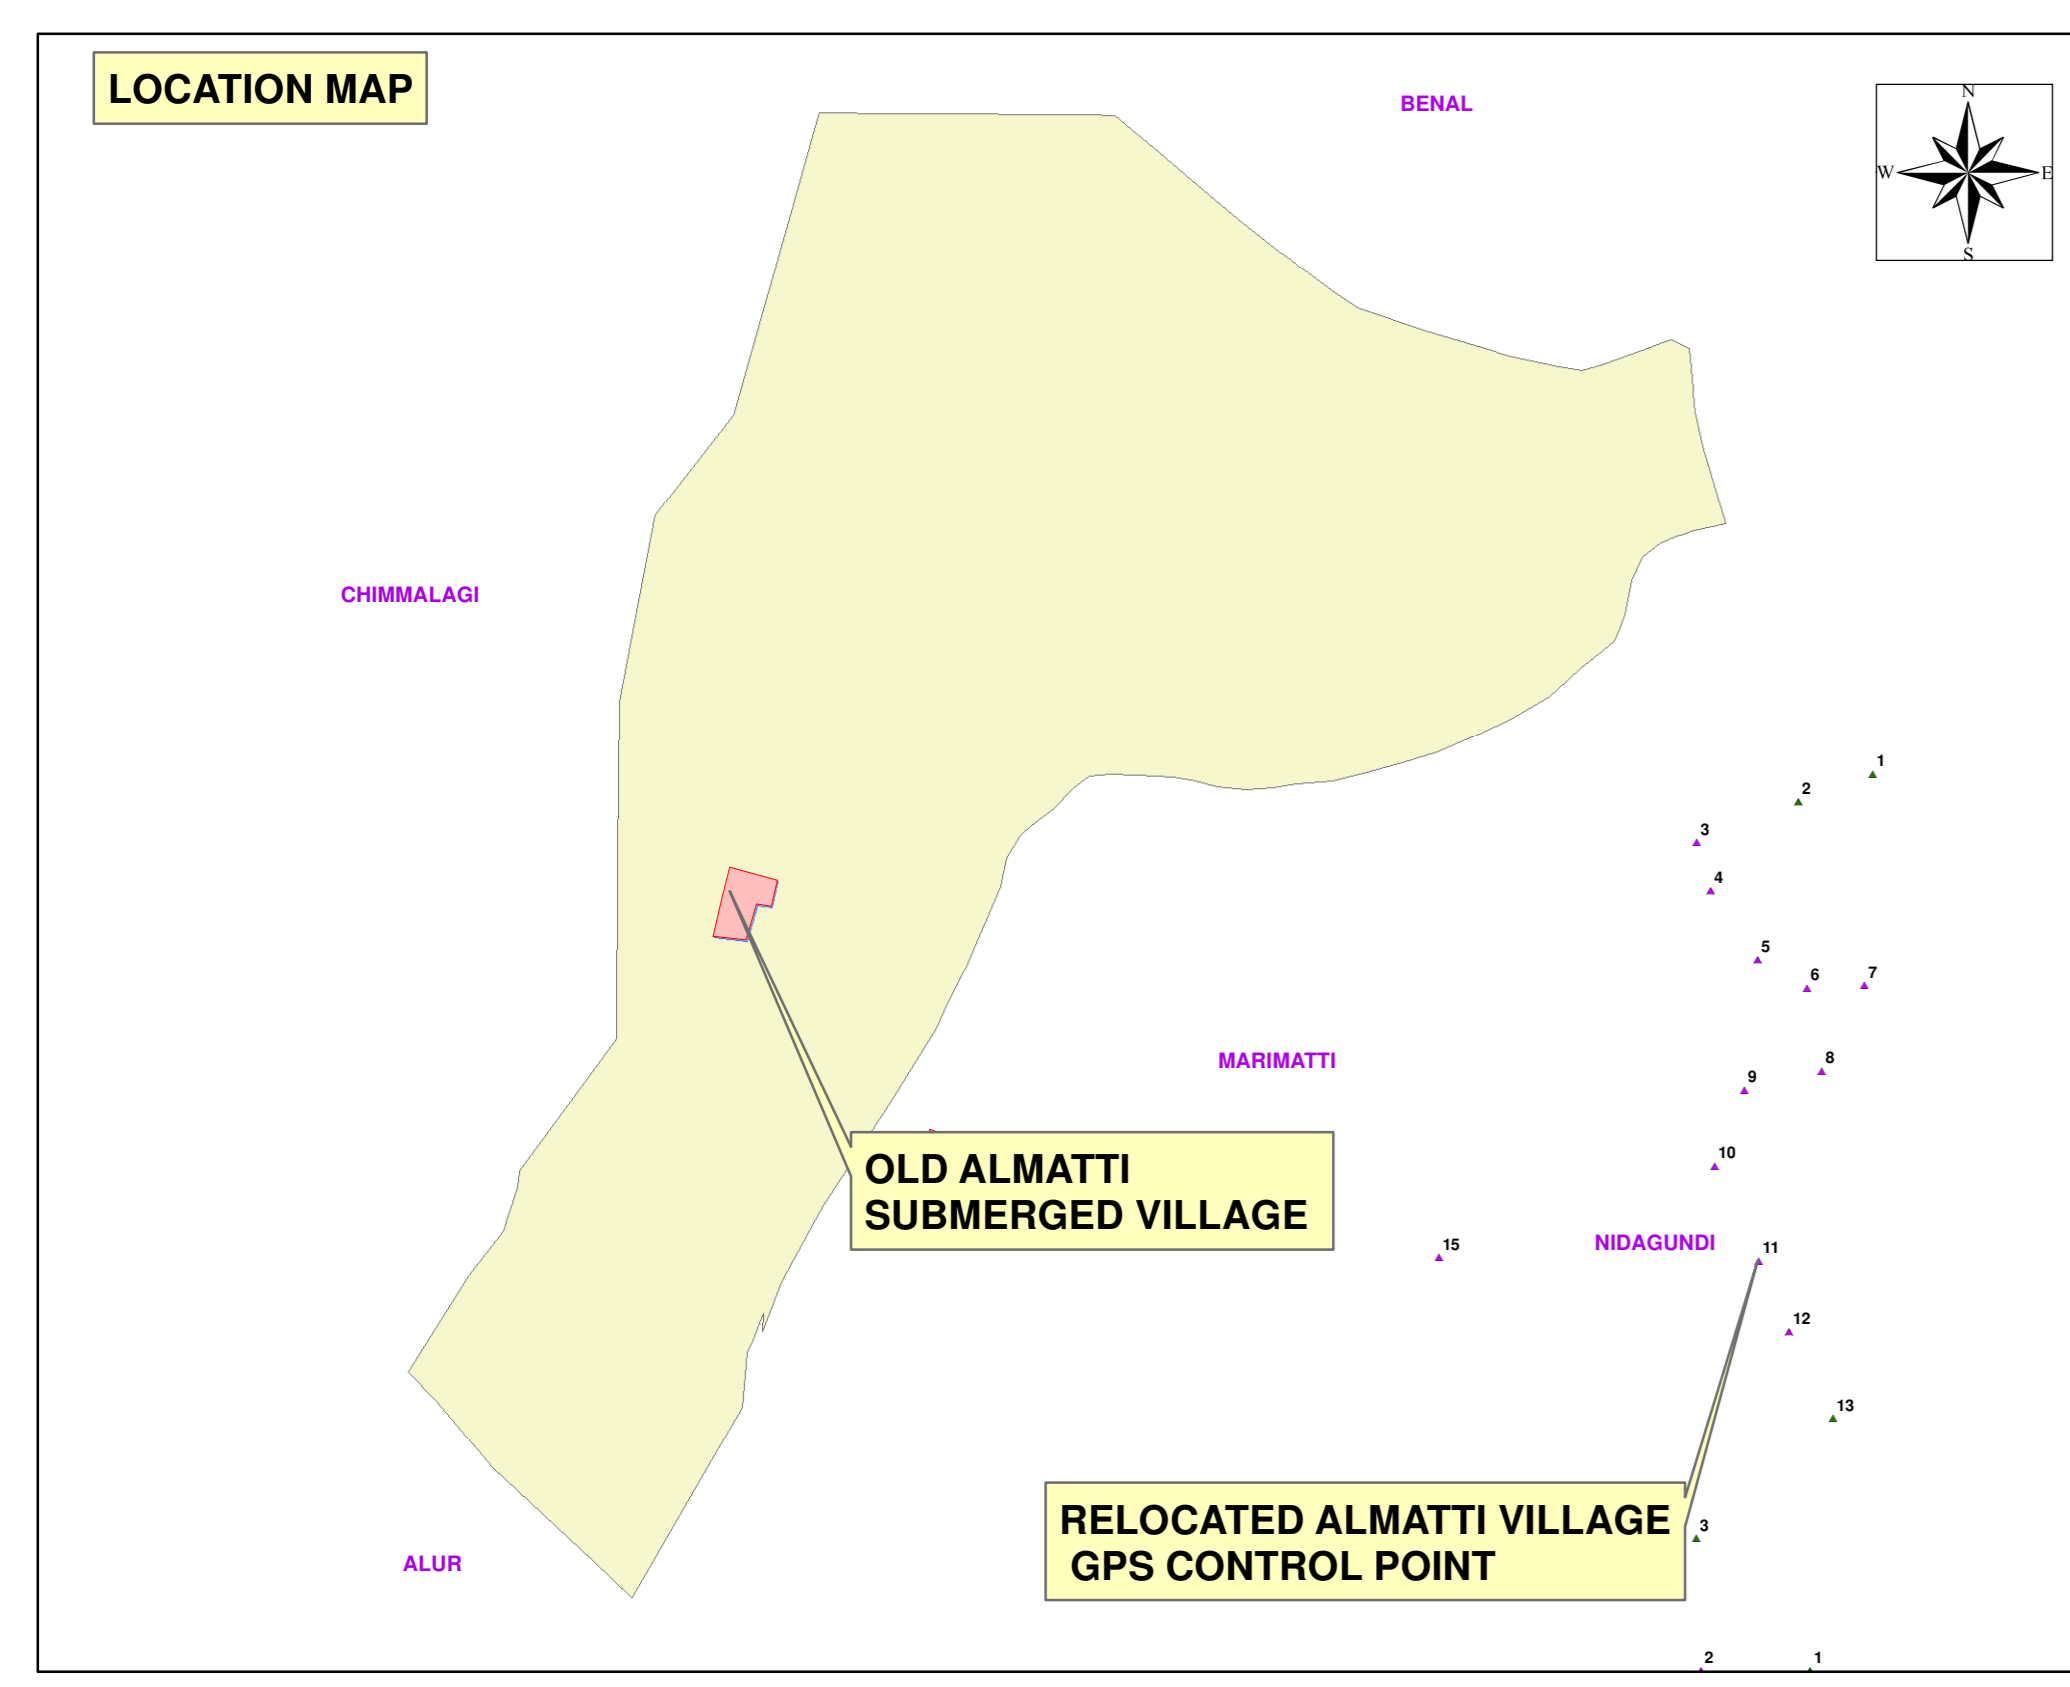 LOCATION MAP
BENAL
N
W
E
S
CHIMMALAGI
1
2
3
4
5
6
7
MARIMATTI
8
9
10
OLD ALMATTI
SUBMERGED VILLAGE
15
NIDAGUNDI
11
12
13
RELOCATED ALMATTI VILLAGE
GPS CONTROL POINT
3
ALUR
2
1